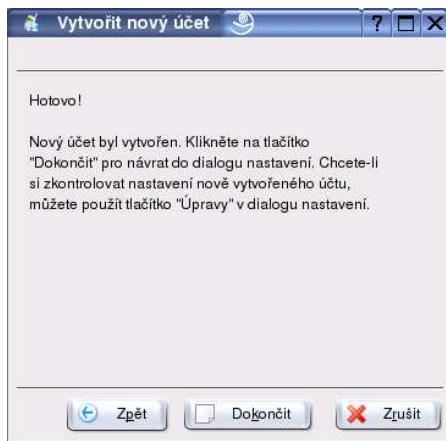 Vytvořit nový účet
Hotovo!
Nový účet byl vytvořen. Klikněte na tlačítko
"Dokončit" pro návrat do dialogu nastavení. Chcete-li
si zkontrolovat nastavení nově vytvořeného účtu,
můžete použít tlačítko "Úpravy" v dialogu nastavení.
Zpět Dokončit Zrušit